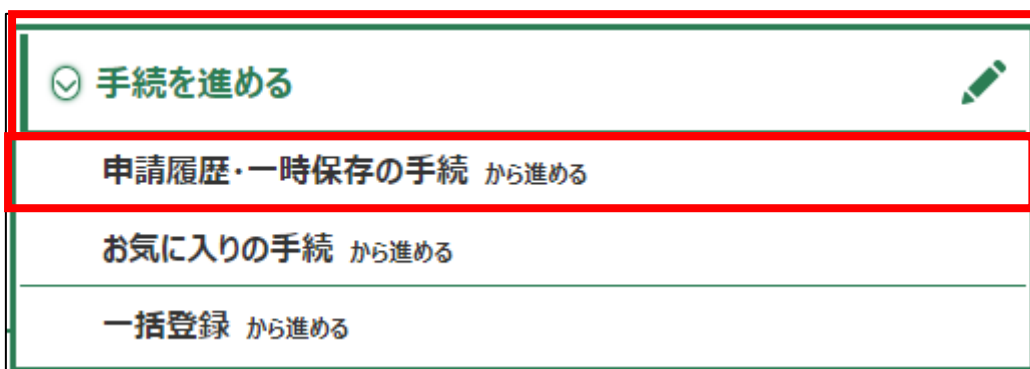 手続を進める
申請履歴・一時保存の手続 から進める
お気に入りの手続 から進める
一括登録 から進める